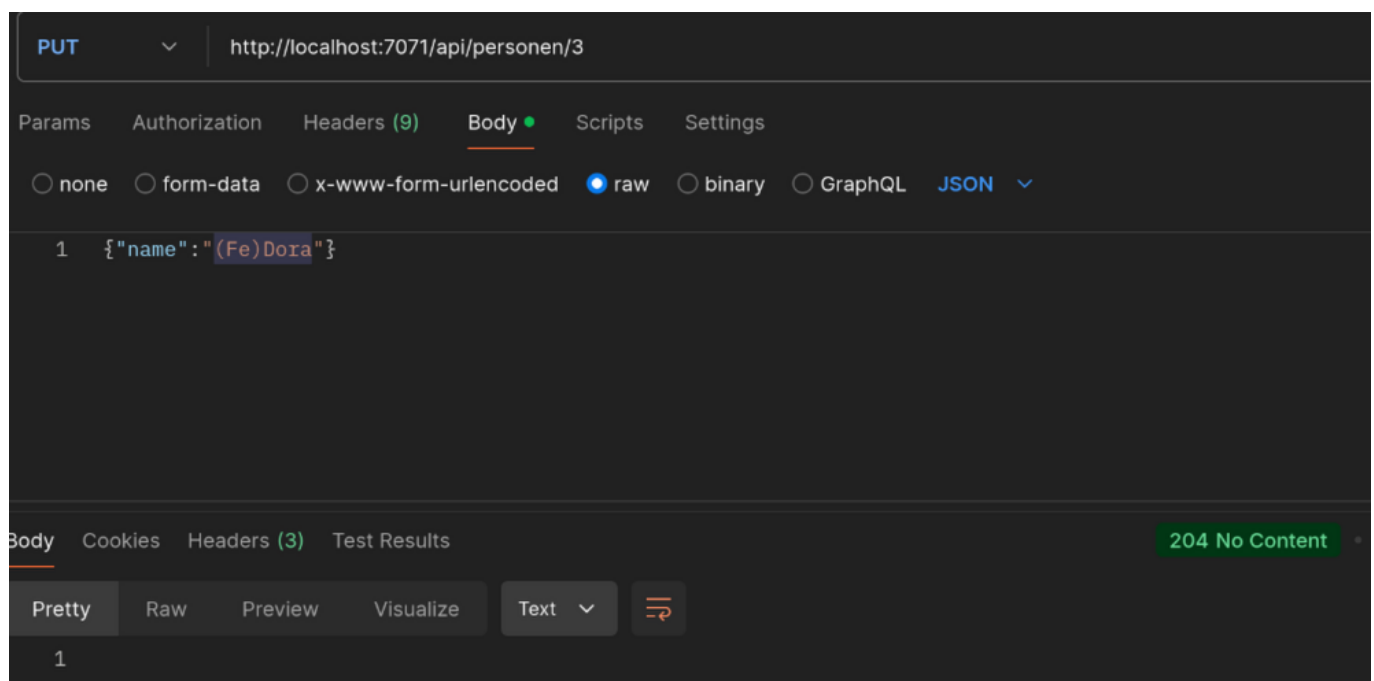 PUT http://localhost:7071/api/personen/3
Params Authorization Headers (9) Body Scripts Settings
none form-data x-www-form-urlencoded raw binary GraphQL JSON
1 {"name":"(Fe)Dora"}
Body Cookies Headers (3) Test Results 204 No Content
Pretty Raw Preview Visualize Text
1